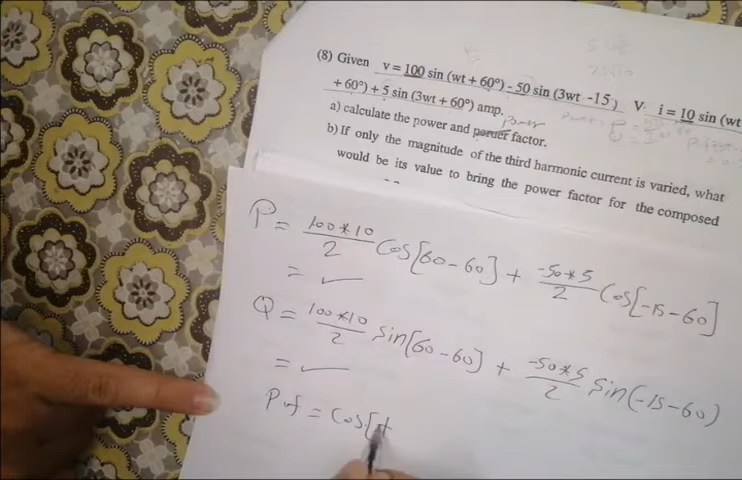 (8) Given v = 100 sin (wt + 60°) - 50 sin (3wt -15) V. i = 10 sin (wt
+ 60°) + 5 sin (3wt + 60°) amp.
a) calculate the power and power factor.
b) If only the magnitude of the third harmonic current is varied, what
would be its value to bring the power factor for the composed
P = 100*10/2 Cos[60-60] + -50*5/2 Cos[-15-60]
= ✓
Q = 100*10/2 sin[60-60] + -50*5/2 sin(-15-60)
= ✓
P.f = Cos[t